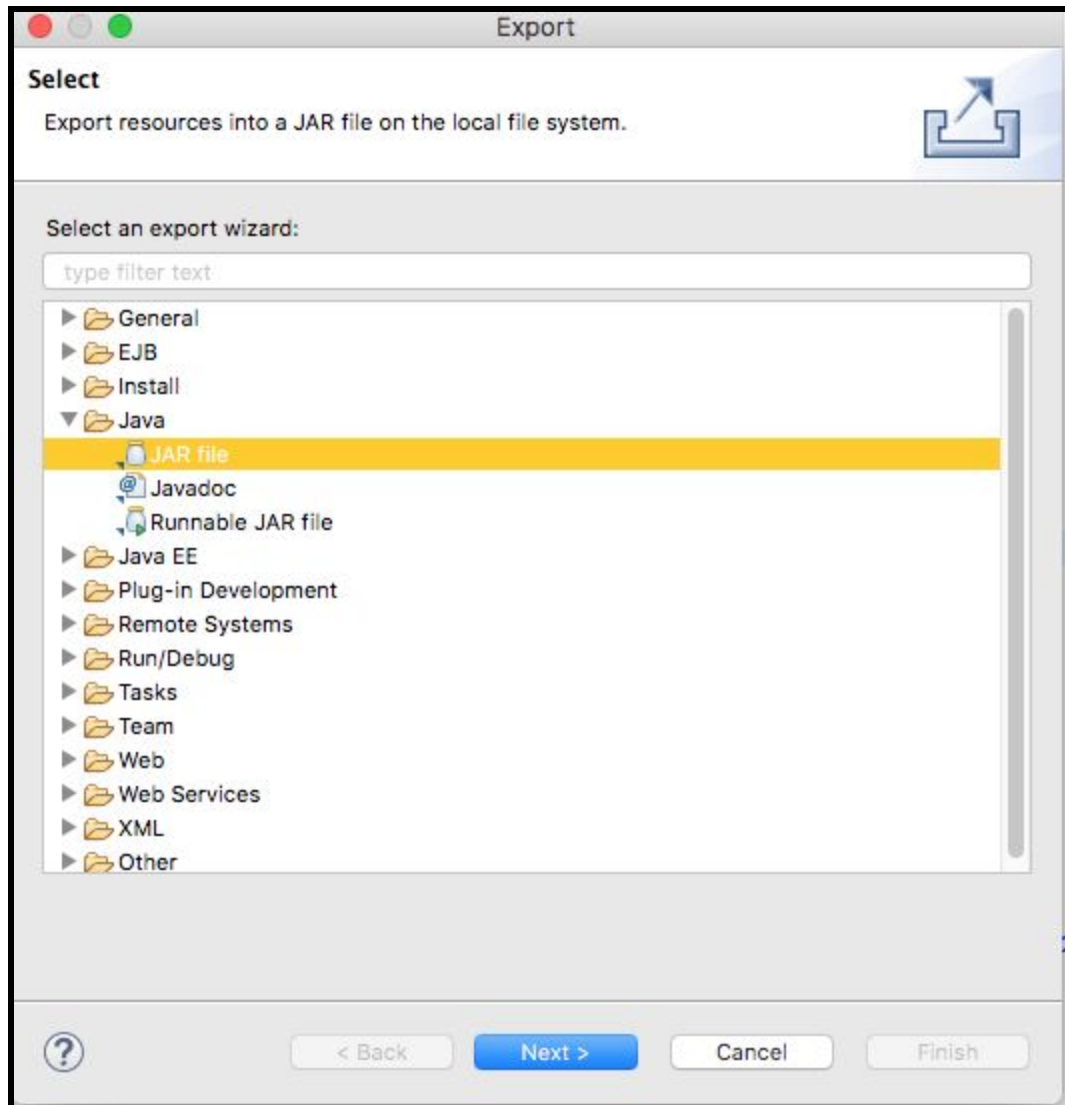 Export
Select
Export resources into a JAR file on the local file system.
Select an export wizard:
type filter text
General
EJB
Install
Java
JAR file
Javadoc
Runnable JAR file
Java EE
Plug-in Development
Remote Systems
Run/Debug
Tasks
Team
Web
Web Services
XML
Other
? < Back Next > Cancel Finish